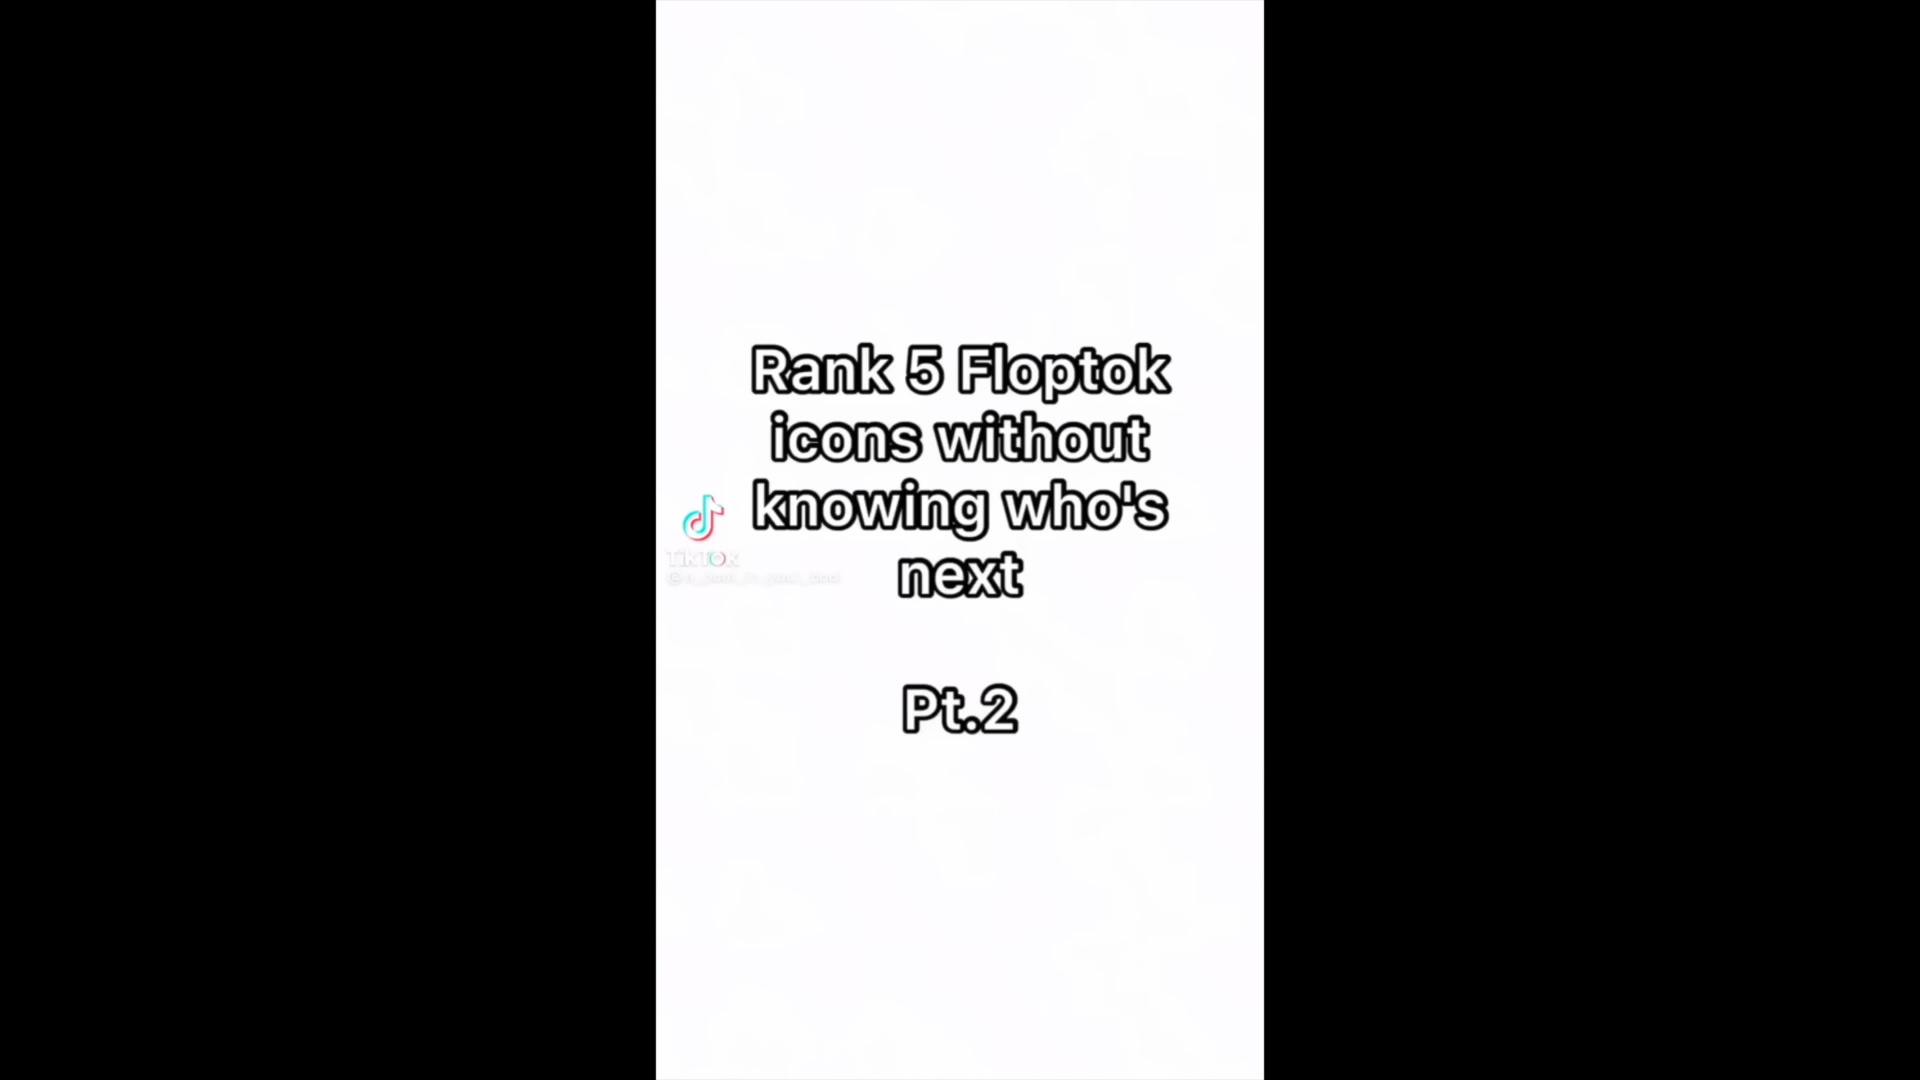 Rank 5 Floptok
icons without
knowing who's
next
Pt.2
TikTok